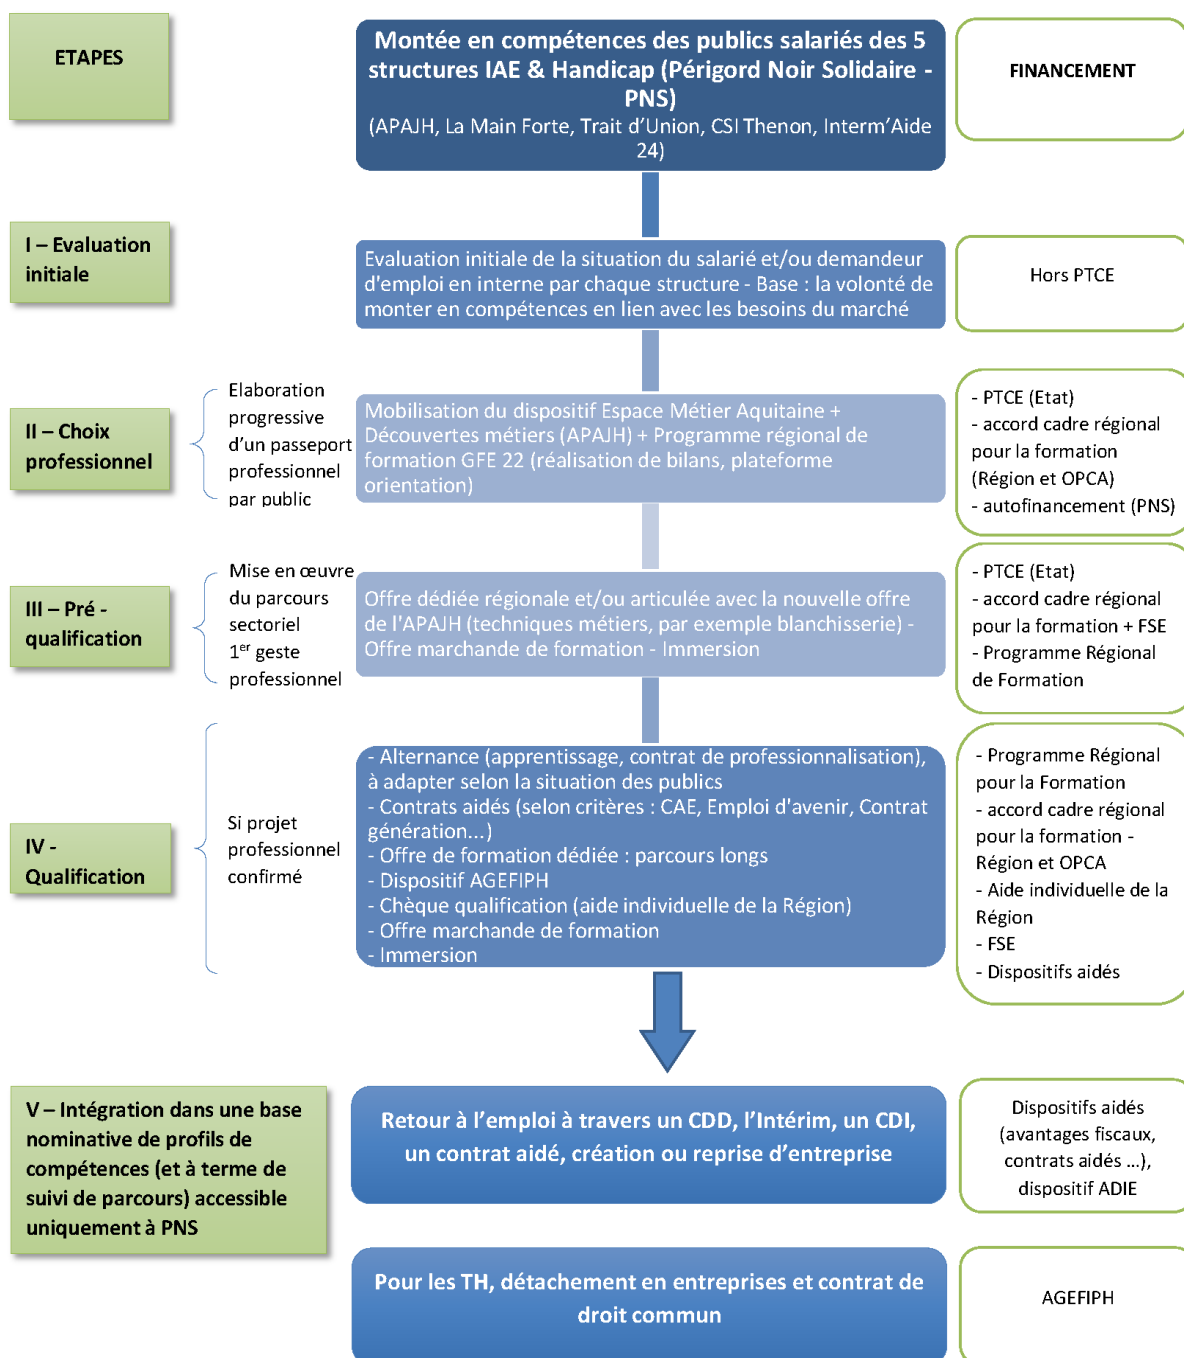 ETAPES
Montée en compétences des publics salariés des 5
structures IAE & Handicap (Périgord Noir Solidaire -
PNS)
(APAJH, La Main Forte, Trait d'Union, CSI Thenon, Interm'Aide
24)
FINANCEMENT
I – Evaluation
initiale
Evaluation initiale de la situation du salarié et/ou demandeur
d'emploi en interne par chaque structure - Base : la volonté de
monter en compétences en lien avec les besoins du marché
Hors PTCE
II – Choix
professionnel
Elaboration
progressive
d'un passeport
professionnel
par public
Mobilisation du dispositif Espace Métier Aquitaine +
Découvertes métiers (APAJH) + Programme régional de
formation GFE 22 (réalisation de bilans, plateforme
orientation)
- PTCE (Etat)
- accord cadre régional
pour la formation
(Région et OPCA)
- autofinancement (PNS)
III – Pré -
qualification
Mise en œuvre
du parcours
sectoriel
1er geste
professionnel
Offre dédiée régionale et/ou articulée avec la nouvelle offre
de l'APAJH (techniques métiers, par exemple blanchisserie) -
Offre marchande de formation - Immersion
- PTCE (Etat)
- accord cadre régional
pour la formation + FSE
- Programme Régional
de Formation
IV -
Qualification
Si projet
professionnel
confirmé
- Alternance (apprentissage, contrat de professionnalisation),
à adapter selon la situation des publics
- Contrats aidés (selon critères : CAE, Emploi d'avenir, Contrat
génération...)
- Offre de formation dédiée : parcours longs
- Dispositif AGEFIPH
- Chèque qualification (aide individuelle de la Région)
- Offre marchande de formation
- Immersion
- Programme Régional
pour la Formation
- accord cadre régional
pour la formation -
Région et OPCA
- Aide individuelle de la
Région
- FSE
- Dispositifs aidés
V – Intégration dans une base
nominative de profils de
compétences (et à terme de
suivi de parcours) accessible
uniquement à PNS
Retour à l'emploi à travers un CDD, l'Intérim, un CDI,
un contrat aidé, création ou reprise d'entreprise
Dispositifs aidés
(avantages fiscaux,
contrats aidés ...),
dispositif ADIE
Pour les TH, détachement en entreprises et contrat de
droit commun
AGEFIPH